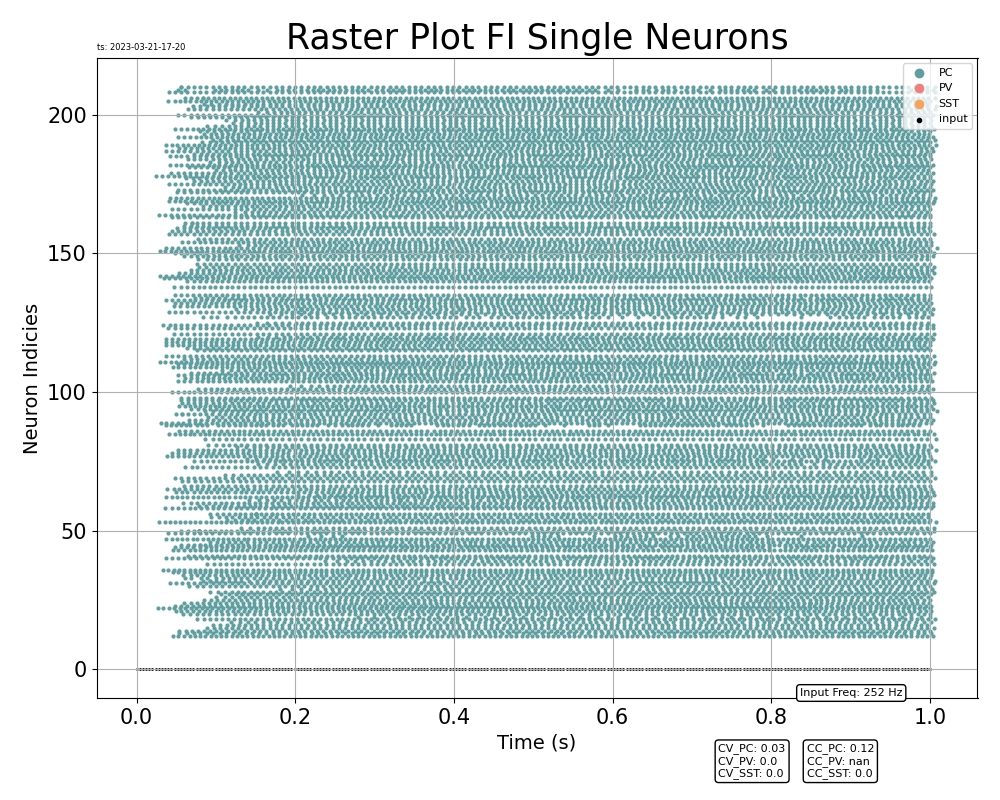 Raster Plot FI Single Neurons
ts: 2023-03-21-17-20
PC
PV
SST
input
200
150
100
50
0
Neuron Indicies
Input Freq: 252 Hz
0.0 0.2 0.4 0.6 0.8 1.0
Time (s)
CV_PC: 0.03
CV_PV: 0.0
CV_SST: 0.0
CC_PC: 0.12
CC_PV: nan
CC_SST: 0.0